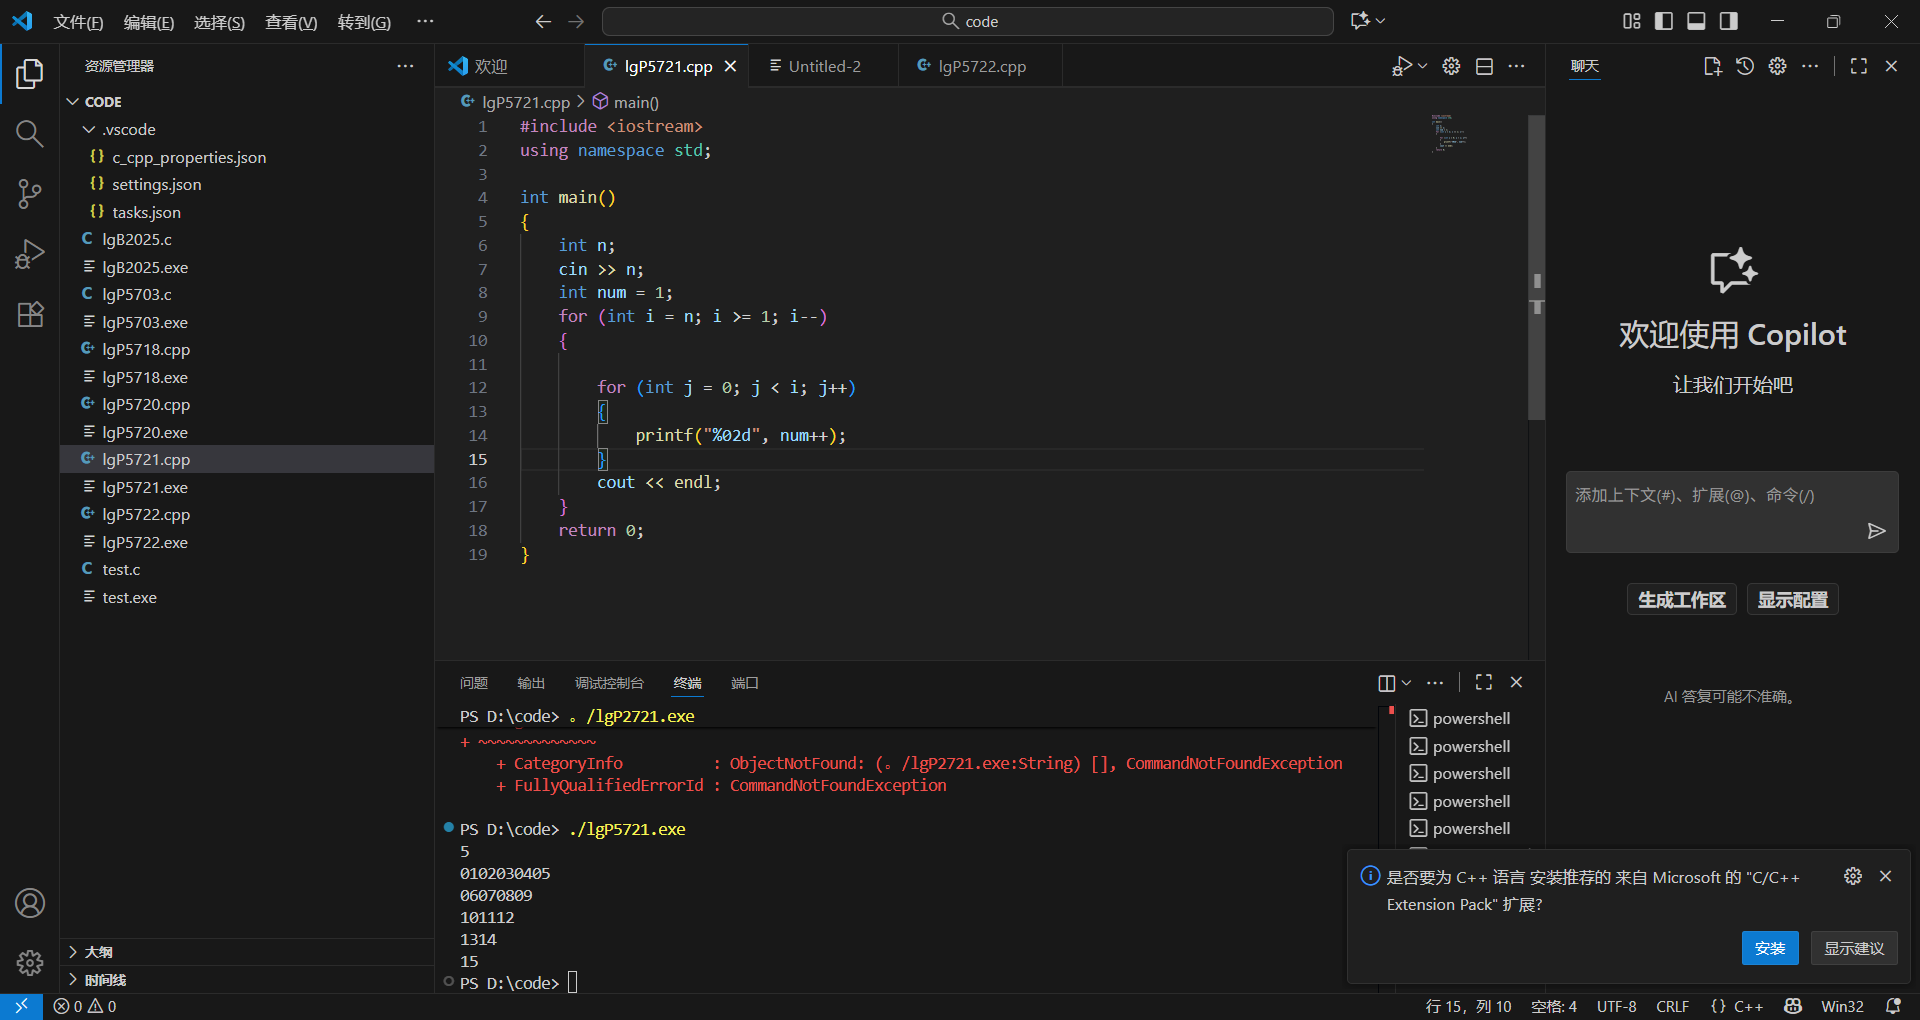 文件(F) 编辑(E) 选择(S) 查看(V) 转到(G) ···
code
资源管理器
CODE
.vscode
c_cpp_properties.json
settings.json
tasks.json
lgB2025.c
lgB2025.exe
lgP5703.c
lgP5703.exe
lgP5718.cpp
lgP5718.exe
lgP5720.cpp
lgP5720.exe
lgP5721.cpp
lgP5721.exe
lgP5722.cpp
lgP5722.exe
test.c
test.exe
大纲
时间线
欢迎 lgP5721.cpp Untitled-2 lgP5722.cpp
lgP5721.cpp > main()
1 #include <iostream>
2 using namespace std;
3
4 int main()
5 {
6 int n;
7 cin >> n;
8 int num = 1;
9 for (int i = n; i >= 1; i--)
10 {
11
12 for (int j = 0; j < i; j++)
13 {
14 printf("%02d", num++);
15 }
16 cout << endl;
17 }
18 return 0;
19 }
问题 输出 调试控制台 终端 端口
PS D:\code> 。/lgP2721.exe
+ ~~~~~~~~~~~~~
+ CategoryInfo : ObjectNotFound: (。/lgP2721.exe:String) [], CommandNotFoundException
+ FullyQualifiedErrorId : CommandNotFoundException
PS D:\code> ./lgP5721.exe
5
0102030405
06070809
101112
1314
15
PS D:\code>
powershell
powershell
powershell
powershell
powershell
聊天
欢迎使用 Copilot
让我们开始吧
添加上下文(#)、扩展(@)、命令(/)
生成工作区 显示配置
AI 答复可能不准确。
是否要为 C++ 语言 安装推荐的 来自 Microsoft 的 "C/C++
Extension Pack" 扩展?
安装 显示建议
0 0
行 15，列 10 空格: 4 UTF-8 CRLF {} C++ Win32